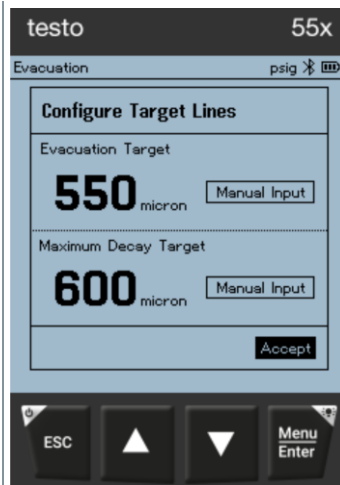 testo 55x
Evacuation psig
Configure Target Lines
Evacuation Target
550 micron Manual Input
Maximum Decay Target
600 micron Manual Input
Accept
ESC Menu
Enter